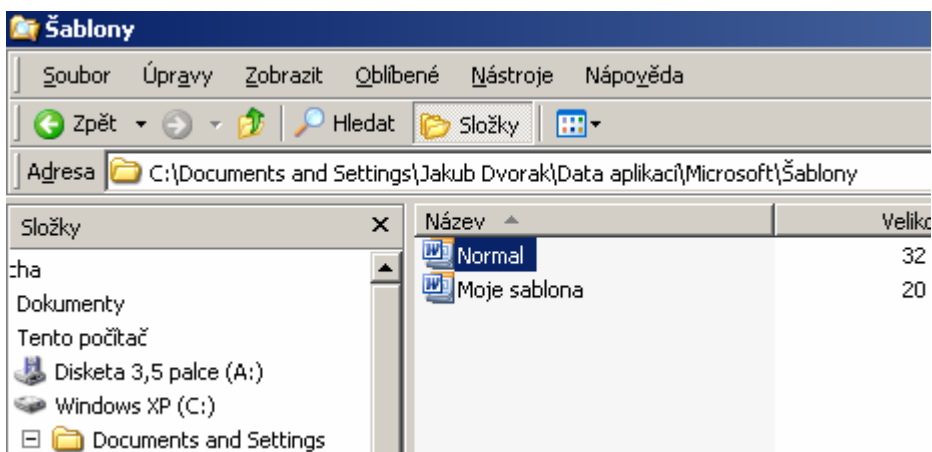 Šablony
Soubor Úpravy Zobrazit Oblíbené Nástroje Nápověda
Zpět Hledat Složky
Adresa C:\Documents and Settings\Jakub Dvorak\Data aplikací\Microsoft\Šablony
Složky Název Veliko
cha Normal 32
Moje sablona 20
Dokumenty
Tento počítač
Disketa 3,5 palce (A:)
Windows XP (C:)
Documents and Settings